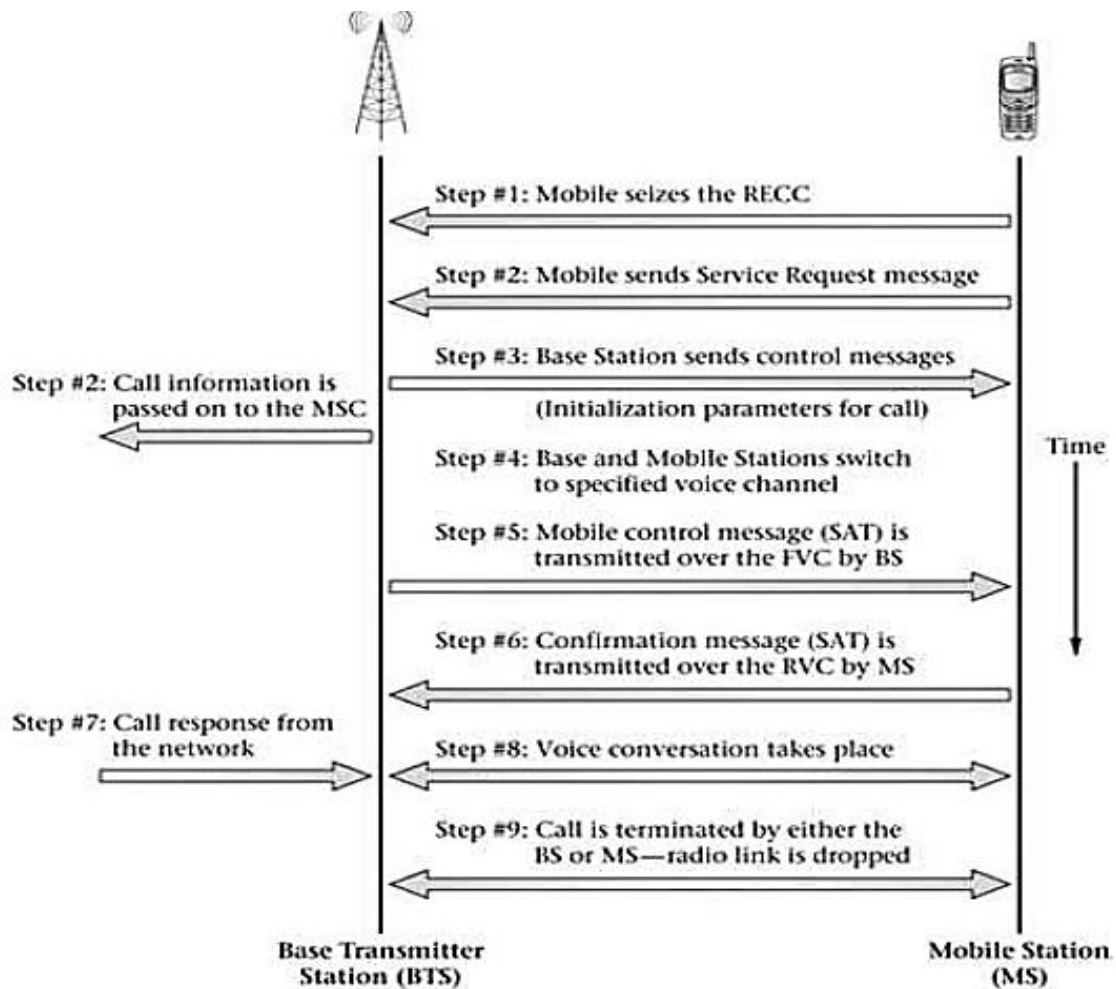 Step #1: Mobile seizes the RECC
Step #2: Mobile sends Service Request message
Step #3: Base Station sends control messages
(Initialization parameters for call)
Step #2: Call information is
passed on to the MSC
Time
Step #4: Base and Mobile Stations switch
to specified voice channel
Step #5: Mobile control message (SAT) is
transmitted over the FVC by BS
Step #6: Confirmation message (SAT) is
transmitted over the RVC by MS
Step #7: Call response from
the network
Step #8: Voice conversation takes place
Step #9: Call is terminated by either the
BS or MS—radio link is dropped
Base Transmitter
Station (BTS)
Mobile Station
(MS)